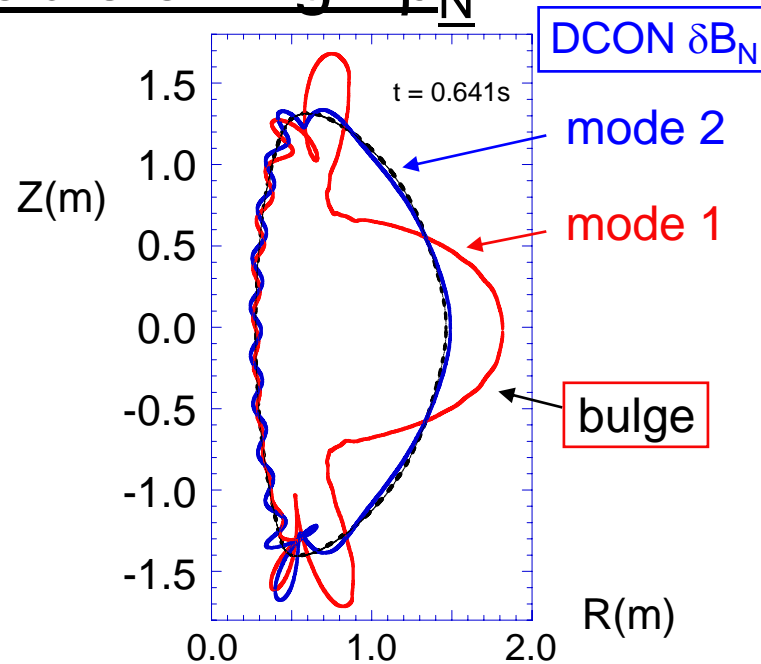 DCON δB_N
t = 0.641s
mode 2
mode 1
bulge
Z(m)
1.5
1.0
0.5
0.0
-0.5
-1.0
-1.5
0.0 1.0 2.0
R(m)